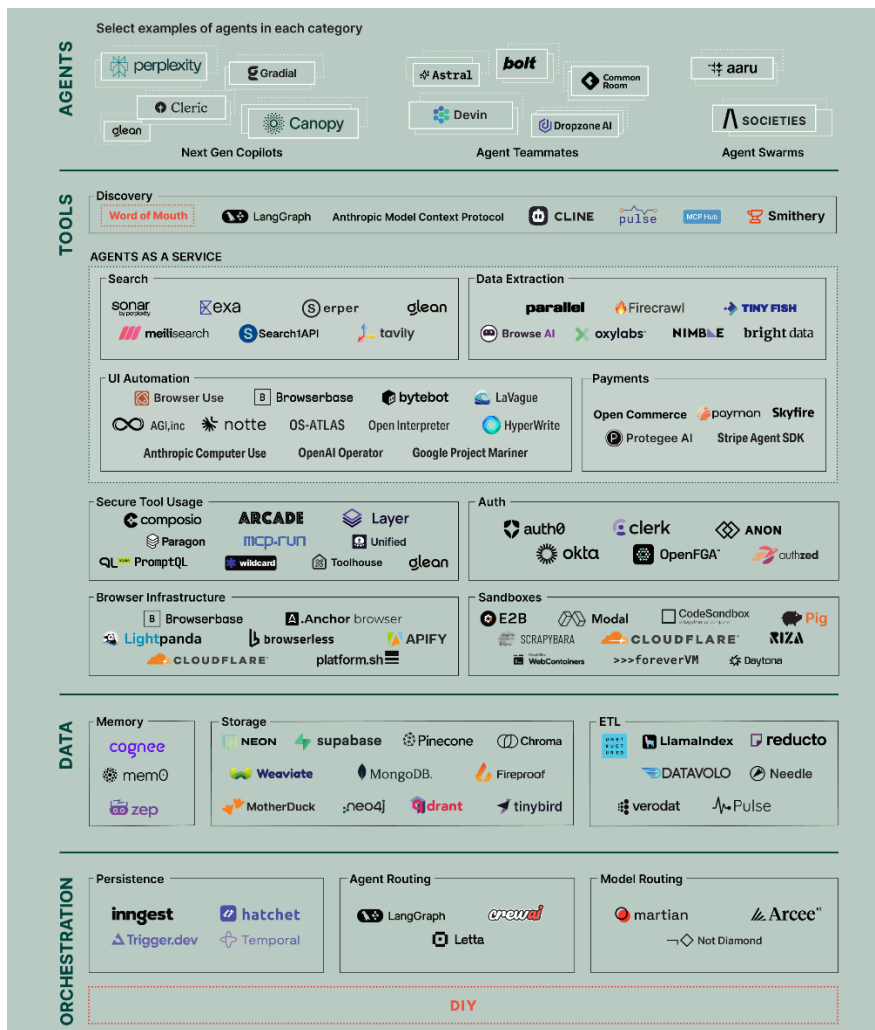 AGENTS
Select examples of agents in each category
perplexity
Gradial
Cleric
glean
Canopy
Next Gen Copilots
Astral
bolt
Common Room
Devin
Dropzone AI
Agent Teammates
aaru
SOCIETIES
Agent Swarms
TOOLS
Discovery
Word of Mouth
LangGraph
Anthropic Model Context Protocol
CLINE
pulse
MCP Hub
Smithery
AGENTS AS A SERVICE
Search
sonar
by perplexity
exa
Serper
glean
meilisearch
Search1API
tavily
Data Extraction
parallel
Firecrawl
TINY FISH
Browse AI
oxylabs
NIMBLE
bright data
UI Automation
Browser Use
B Browserbase
bytebot
LaVague
AGI,inc
notte
OS-ATLAS
Open Interpreter
HyperWrite
Anthropic Computer Use
OpenAI Operator
Google Project Mariner
Payments
Open Commerce
payman
Skyfire
Protegee AI
Stripe Agent SDK
Secure Tool Usage
composio
ARCADE
Layer
Paragon
mcp.run
Unified
QL PromptQL
wildcard
Toolhouse
glean
Auth
auth0
clerk
ANON
okta
OpenFGA™
authzed
Browser Infrastructure
B Browserbase
.Anchor browser
Lightpanda
browserless
APIFY
CLOUDFLARE
platform.sh
Sandboxes
E2B
Modal
CodeSandbox
Pig
SCRAPYBARA
CLOUDFLARE
RIZA
WebContainers
>>>foreverVM
Daytona
DATA
Memory
cognee
mem0
zep
Storage
NEON
supabase
Pinecone
Chroma
Weaviate
MongoDB.
Fireproof
MotherDuck
:neo4j
qdrant
tinybird
ETL
UNST
RUCT
URED
LlamaIndex
reducto
DATAVOLO
Needle
verodat
Pulse
ORCHESTRATION
Persistence
inngest
hatchet
Trigger.dev
Temporal
Agent Routing
LangGraph
crewai
Letta
Model Routing
martian
Arcee
Not Diamond
DIY